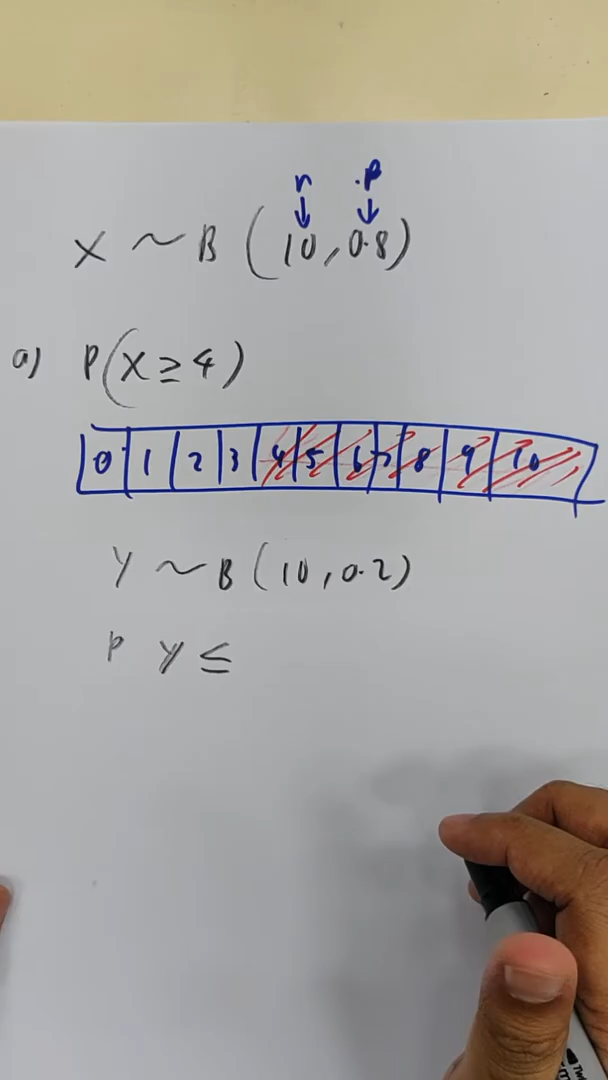 n .p
↓ ↓
X ~ B (10, 0.8)
a) P(X ≥ 4)
0 1 2 3 4 5 6 7 8 9 10
Y ~ B (10, 0.2)
P Y ≤